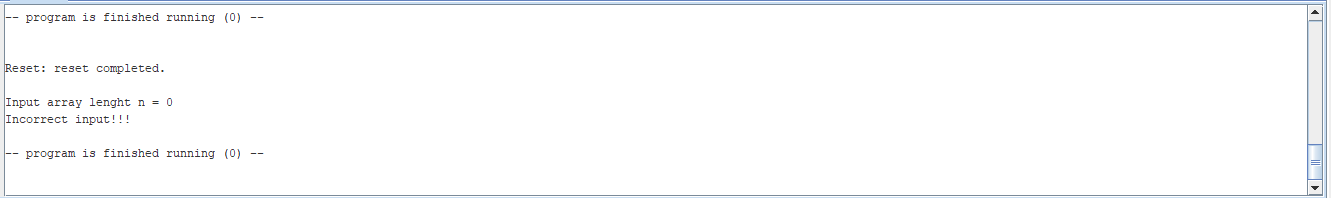 -- program is finished running (0) --
Reset: reset completed.
Input array lenght n = 0
Incorrect input!!!
-- program is finished running (0) --